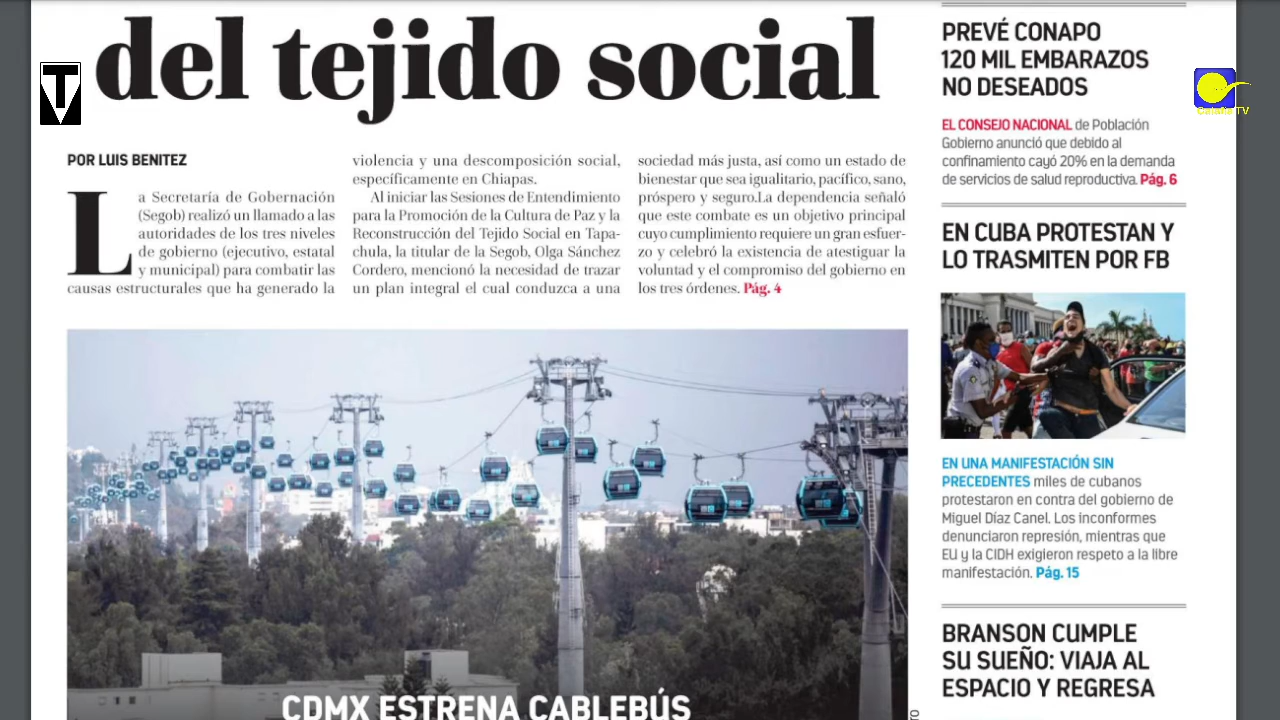 del tejido social
POR LUIS BENITEZ
La Secretaría de Gobernación
(Segob) realizó un llamado a las
autoridades de los tres niveles
de gobierno (ejecutivo, estatal
y municipal) para combatir las
causas estructurales que ha generado la
violencia y una descomposición social,
específicamente en Chiapas.
Al iniciar las Sesiones de Entendimiento
para la Promoción de la Cultura de Paz y la
Reconstrucción del Tejido Social en Tapa-
chula, la titular de la Segob, Olga Sánchez
Cordero, mencionó la necesidad de trazar
un plan integral el cual conduzca a una
sociedad más justa, así como un estado de
bienestar que sea igualitario, pacífico, sano,
próspero y seguro.La dependencia señaló
que este combate es un objetivo principal
cuyo cumplimiento requiere un gran esfuer-
zo y celebró la existencia de atestiguar la
voluntad y el compromiso del gobierno en
los tres órdenes. Pág. 4
CDMX ESTRENA CABLEBÚS
PREVÉ CONAPO
120 MIL EMBARAZOS
NO DESEADOS
EL CONSEJO NACIONAL de Población
Gobierno anunció que debido al
confinamiento cayó 20% en la demanda
de servicios de salud reproductiva. Pág. 6
EN CUBA PROTESTAN Y
LO TRASMITEN POR FB
EN UNA MANIFESTACIÓN SIN
PRECEDENTES miles de cubanos
protestaron en contra del gobierno de
Miguel Díaz Canel. Los inconformes
denunciaron represión, mientras que
EU y la CIDH exigieron respeto a la libre
manifestación. Pág. 15
BRANSON CUMPLE
SU SUEÑO: VIAJA AL
ESPACIO Y REGRESA
T